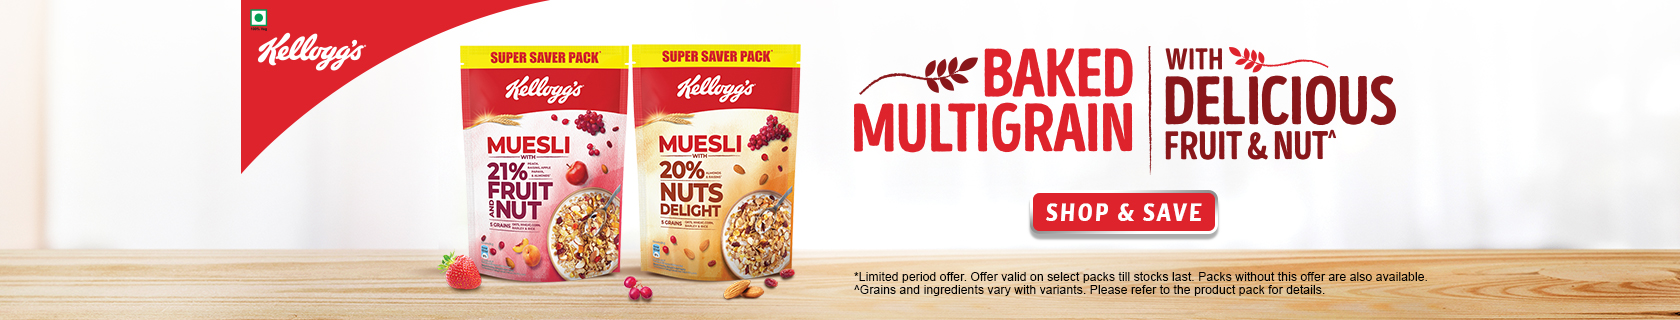 Kellogg's
SUPER SAVER PACK*
Kellogg's
MUESLI
WITH
21%
FRUIT
AND NUT
5 GRAINS
SUPER SAVER PACK*
Kellogg's
MUESLI
WITH
20%
ALMONDS
& RAISINS
NUTS
DELIGHT
5 GRAINS
BAKED
MULTIGRAIN
WITH
DELICIOUS
FRUIT & NUT^
SHOP & SAVE
*Limited period offer. Offer valid on select packs till stocks last. Packs without this offer are also available.
^Grains and ingredients vary with variants. Please refer to the product pack for details.